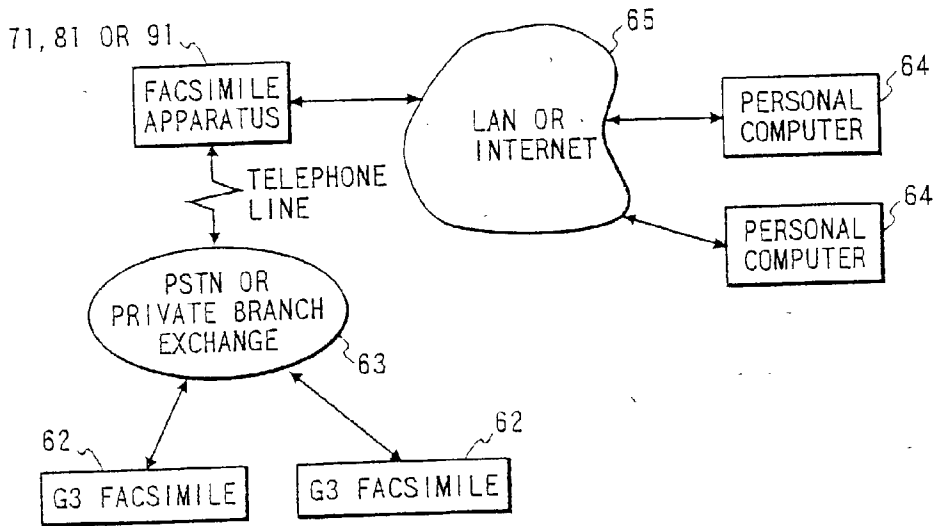 65
71,81 OR 91
64
FACSIMILE
APPARATUS
LAN OR
INTERNET
PERSONAL
COMPUTER
TELEPHONE
LINE
64
PERSONAL
COMPUTER
PSTN OR
PRIVATE BRANCH
EXCHANGE
63
62
62
G3 FACSIMILE
G3 FACSIMILE